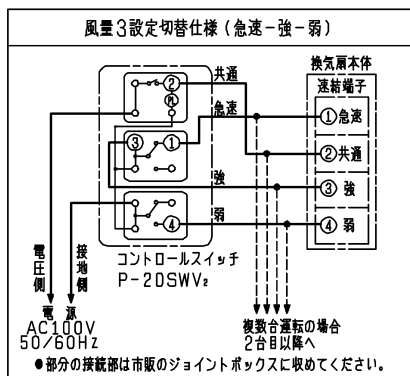 風量3設定切替仕様(急速−強−弱)
換気扇本体
速結端子
共通
急速
強
弱
②
③
①
④
①急速
②共通
③ 強
④ 弱
コントロールスイッチ
P-20SWV₂
電圧側
接地側
電 源
AC100V
50/60Hz
複数台運転の場合
2台目以降へ
●部分の接続部は市販のジョイントボックスに収めてください。